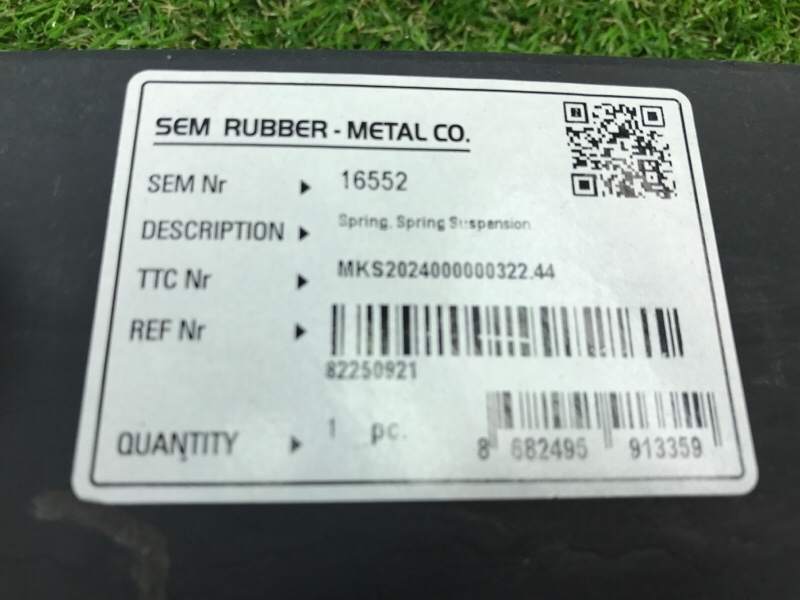 SEM RUBBER - METAL CO.
SEM Nr ▶ 16552
DESCRIPTION ▶ Spring, Spring Suspension
TTC Nr ▶ MKS2024000000322.44
REF Nr ▶
82250921
QUANTITY ▶ 1 pc.
8 682495 913359